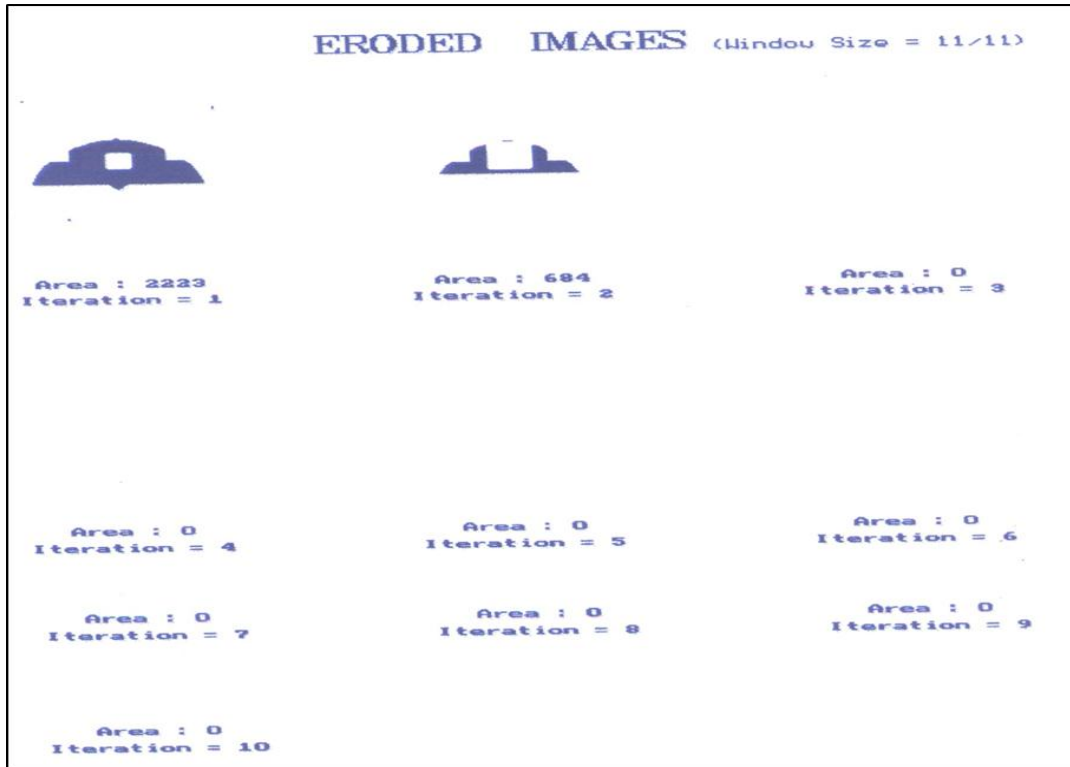 ERODED IMAGES (Window Size = 11/11)
Area : 2223
Iteration = 1
Area : 684
Iteration = 2
Area : 0
Iteration = 3
Area : 0
Iteration = 4
Area : 0
Iteration = 5
Area : 0
Iteration = 6
Area : 0
Iteration = 7
Area : 0
Iteration = 8
Area : 0
Iteration = 9
Area : 0
Iteration = 10